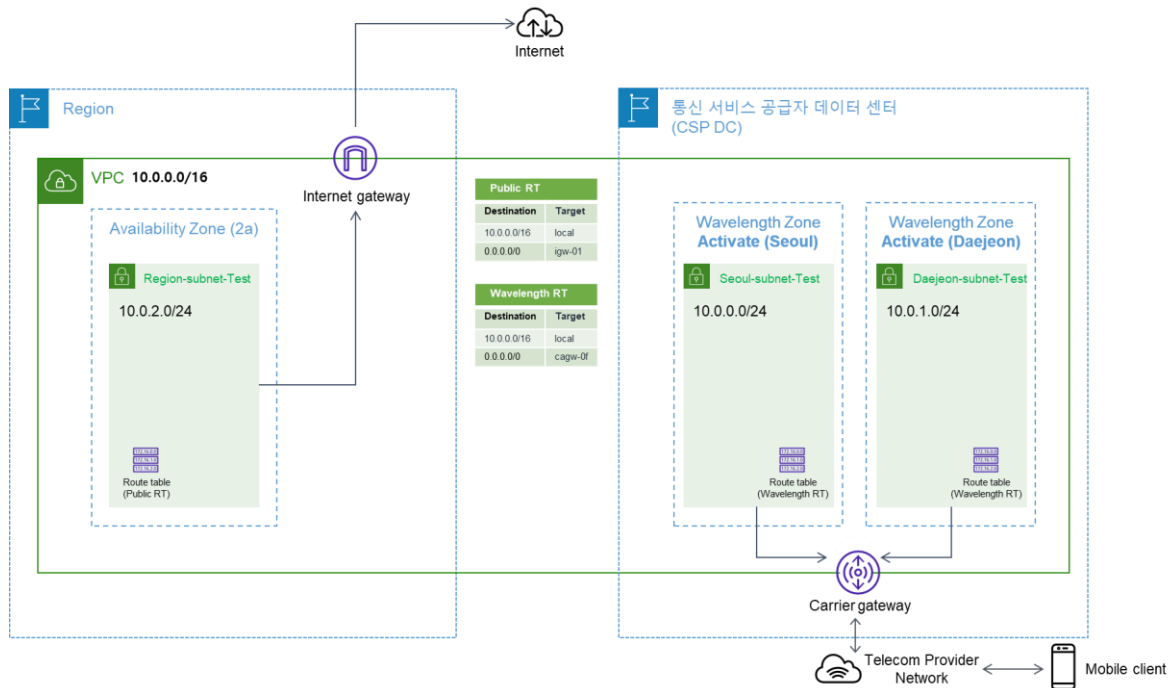 Internet
Region
통신 서비스 공급자 데이터 센터
(CSP DC)
VPC 10.0.0.0/16
Internet gateway
Availability Zone (2a)
Region-subnet-Test
10.0.2.0/24
Route table
(Public RT)
Public RT
Destination Target
10.0.0.0/16 local
0.0.0.0/0 igw-01
Wavelength RT
Destination Target
10.0.0.0/16 local
0.0.0.0/0 cagw-0f
Wavelength Zone
Activate (Seoul)
Seoul-subnet-Test
10.0.0.0/24
Route table
(Wavelength RT)
Wavelength Zone
Activate (Daejeon)
Daejeon-subnet-Test
10.0.1.0/24
Route table
(Wavelength RT)
Carrier gateway
Telecom Provider
Network
Mobile client